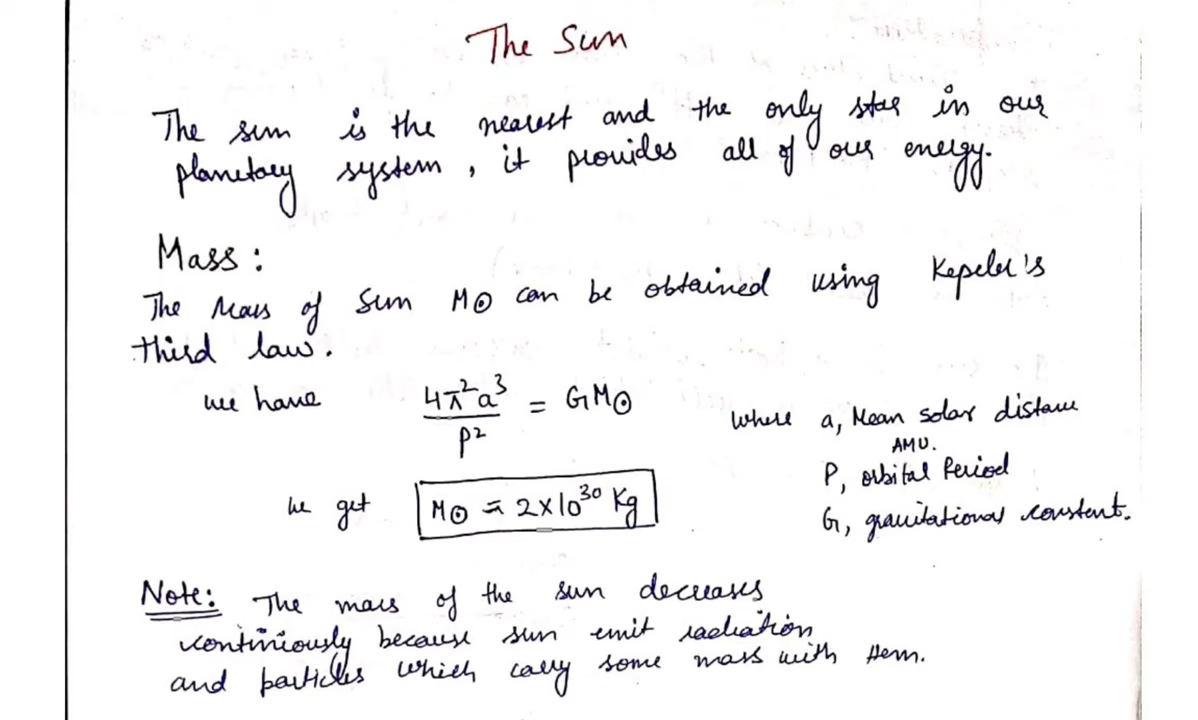 The Sun
The sun is the nearest and the only star in our
planetary system, it provides all of our energy.
Mass:
The Mass of Sun M⊙ can be obtained using Kepeler's
third law.
we have 4π²a³/P² = GM⊙ where a, Mean solar distance
AMU.
P, orbital Period
we get M⊙ = 2×10³⁰ Kg G, gravitational constant.
Note: The mass of the sun decreases
continiously because sun emit radiation
and particles which carry some mass with them.